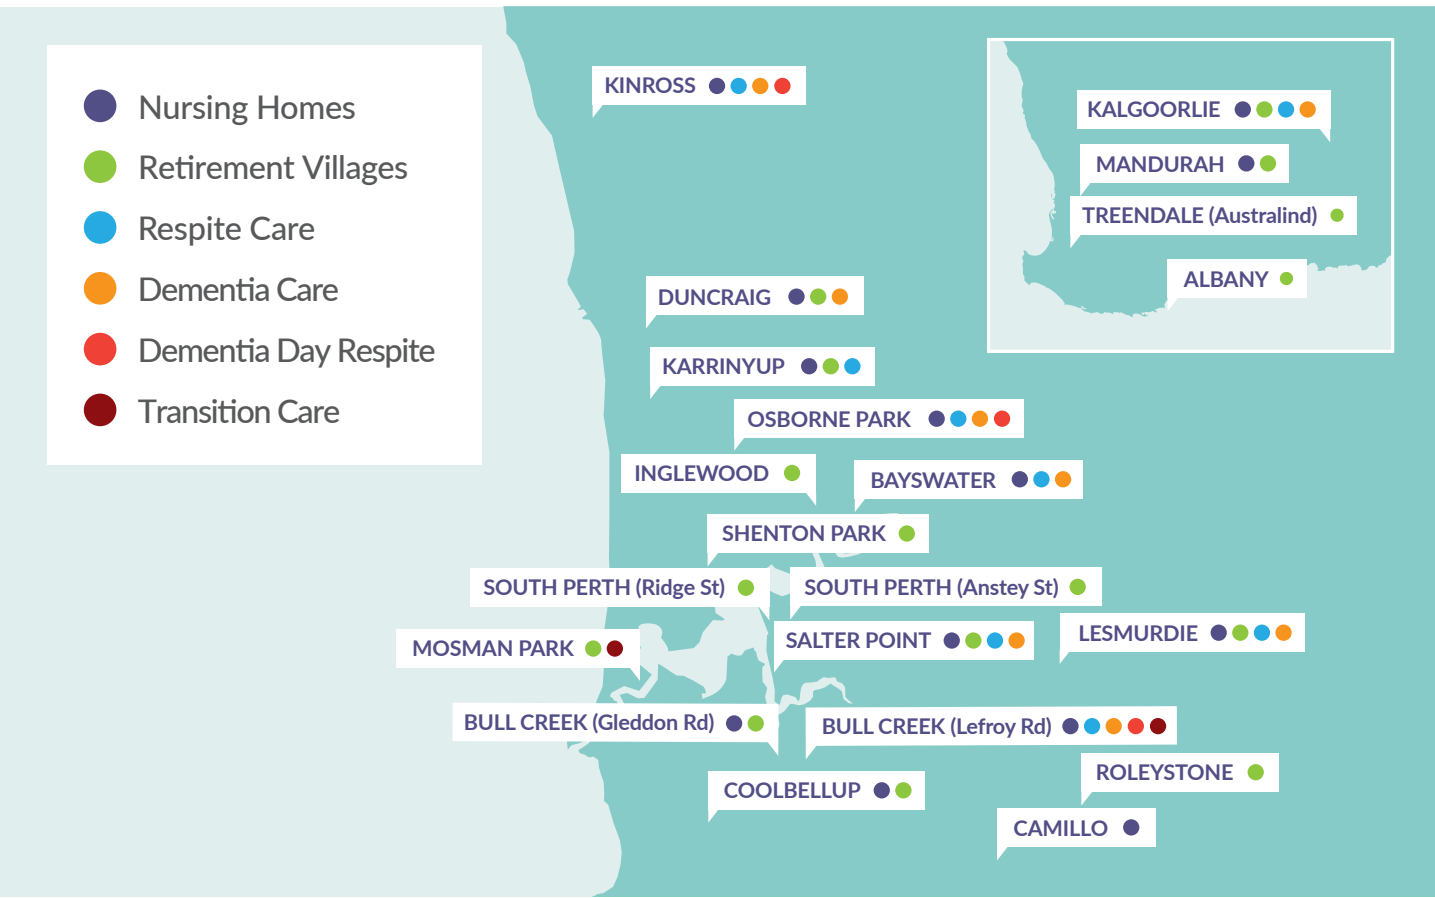 Nursing Homes
Retirement Villages
Respite Care
Dementia Care
Dementia Day Respite
Transition Care
KINROSS
DUNCRAIG
KARRINYUP
OSBORNE PARK
INGLEWOOD
BAYSWATER
SHENTON PARK
SOUTH PERTH (Ridge St)
SOUTH PERTH (Anstey St)
MOSMAN PARK
SALTER POINT
LESMURDIE
BULL CREEK (Gleddon Rd)
BULL CREEK (Lefroy Rd)
ROLEYSTONE
COOLBELLUP
CAMILLO
KALGOORLIE
MANDURAH
TREENDALE (Australind)
ALBANY